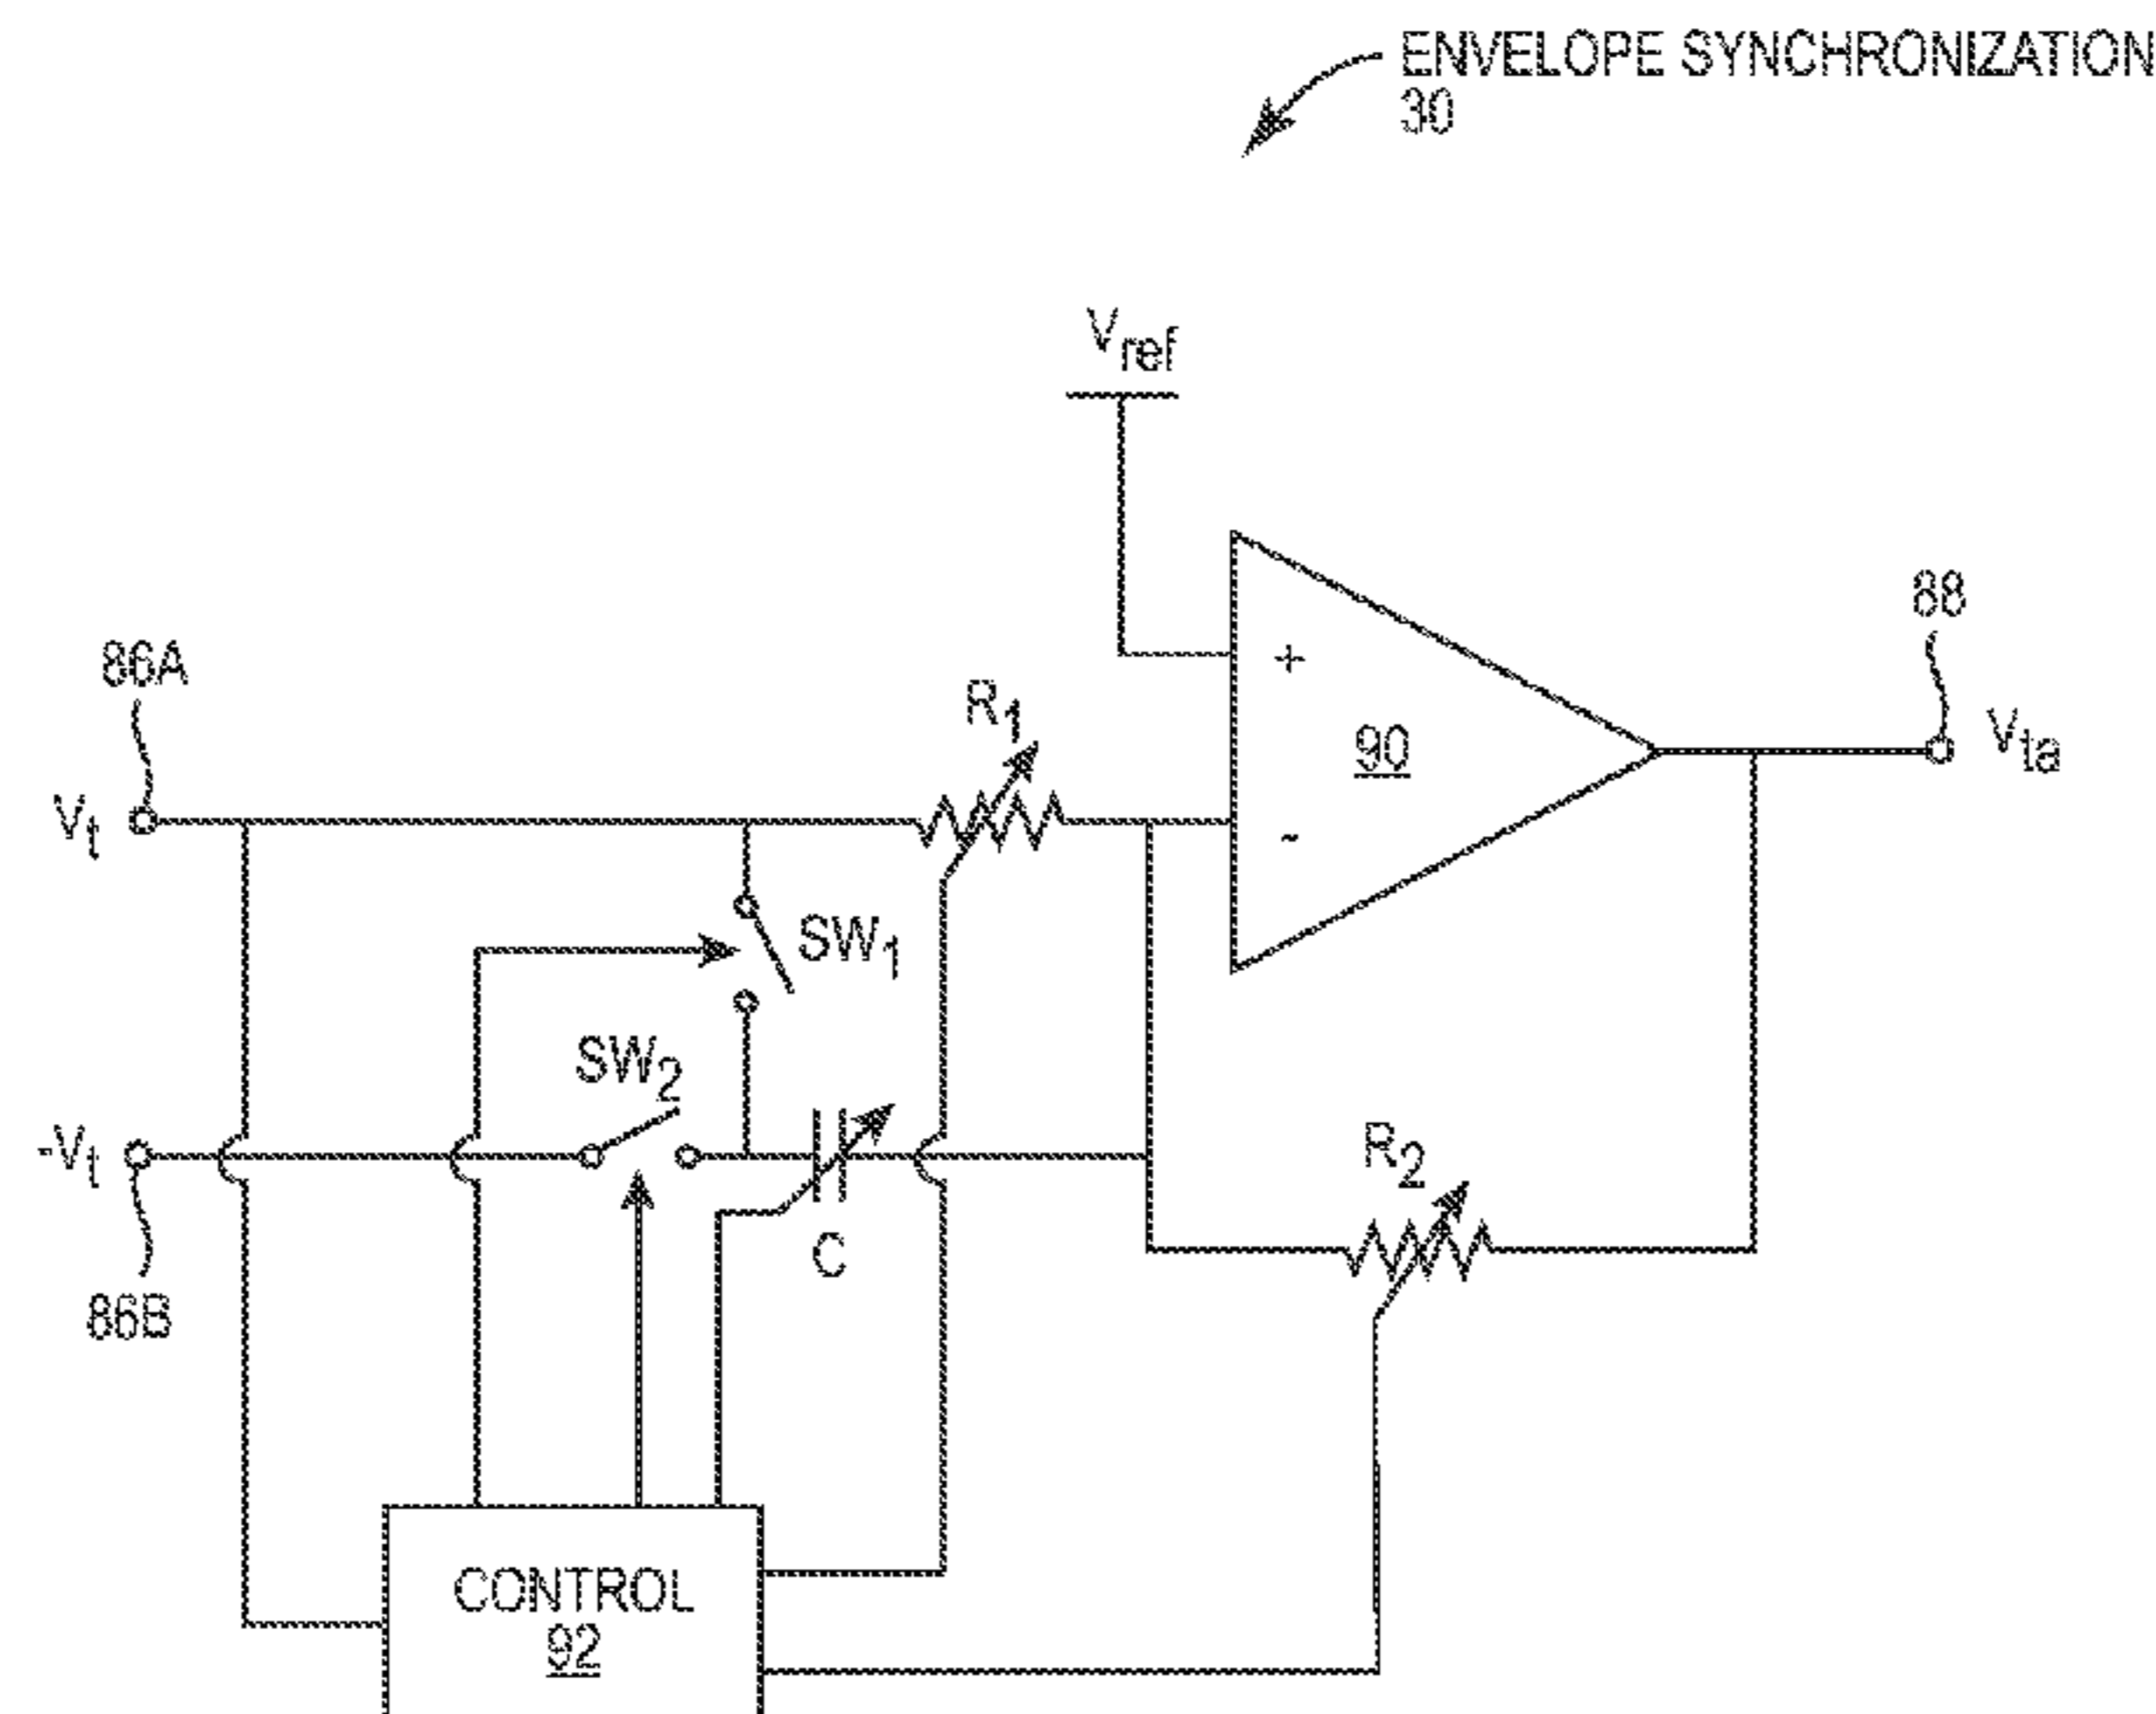 ENVELOPE SYNCHRONIZATION
30
Vref
88
86A
R1
+
90
Vta
Vt
-
SW1
SW2
-Vt
R2
C
86B
CONTROL
92